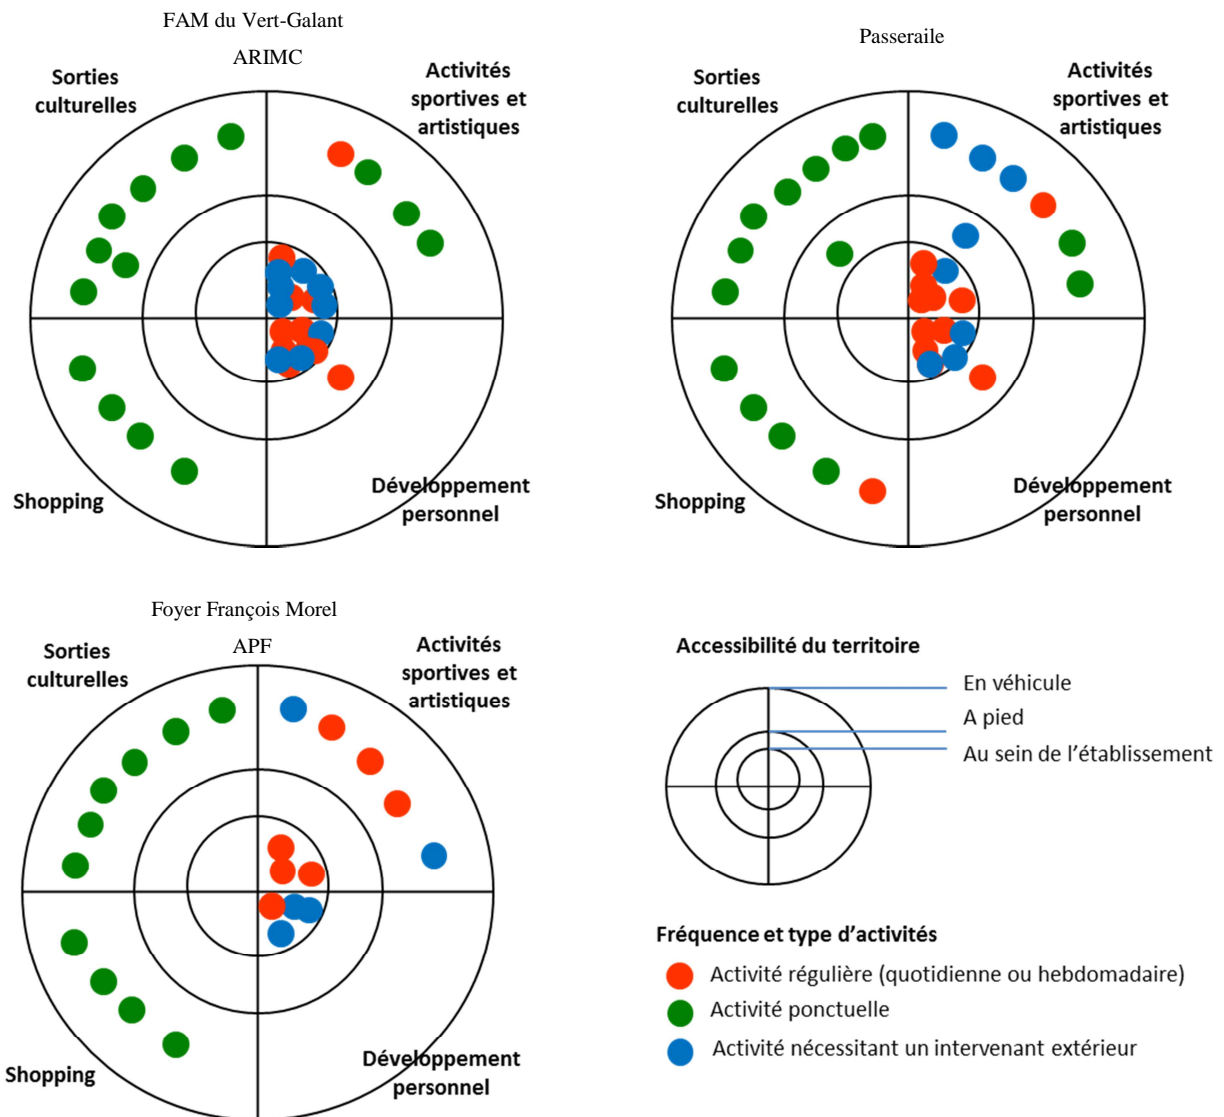 FAM du Vert-Galant
ARIMC
Sorties
culturelles
Activités
sportives et
artistiques
Shopping
Développement
personnel
Passeraile
Sorties
culturelles
Activités
sportives et
artistiques
Shopping
Développement
personnel
Foyer François Morel
APF
Sorties
culturelles
Activités
sportives et
artistiques
Shopping
Développement
personnel
Accessibilité du territoire
En véhicule
A pied
Au sein de l’établissement
Fréquence et type d’activités
Activité régulière (quotidienne ou hebdomadaire)
Activité ponctuelle
Activité nécessitant un intervenant extérieur